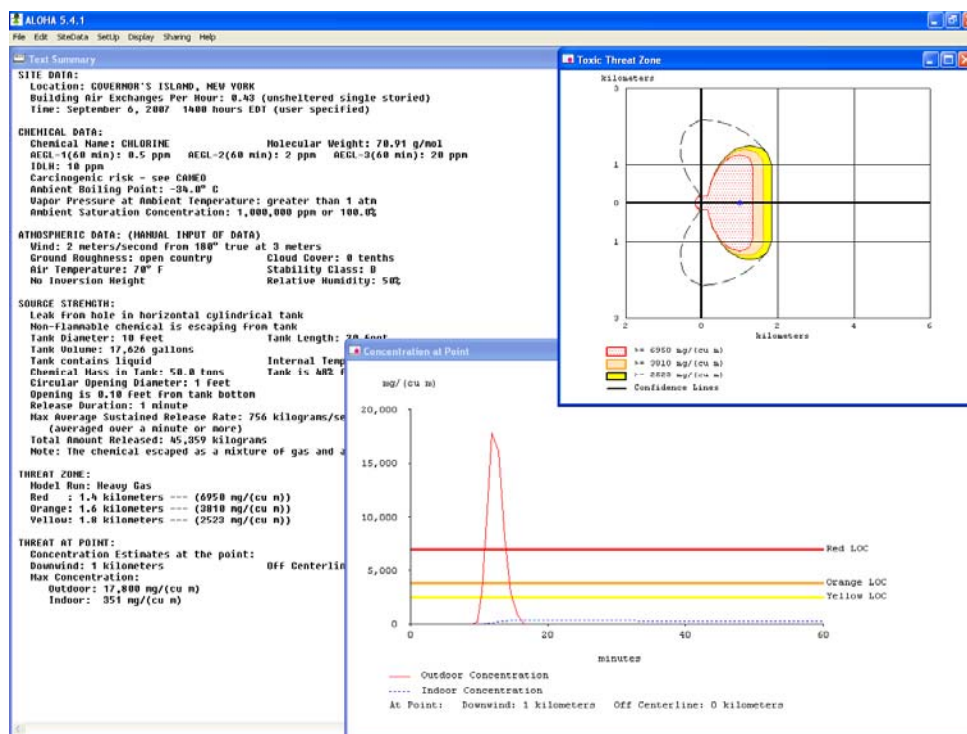 ALOHA 5.4.1
File Edit SiteData SetUp Display Sharing Help
Text Summary
SITE DATA:
Location: GOVERNOR'S ISLAND, NEW YORK
Building Air Exchanges Per Hour: 0.43 (unsheltered single storied)
Time: September 6, 2007 1400 hours EDT (user specified)
CHEMICAL DATA:
Chemical Name: CHLORINE Molecular Weight: 70.91 g/mol
AEGL-1(60 min): 0.5 ppm AEGL-2(60 min): 2 ppm AEGL-3(60 min): 20 ppm
IDLH: 10 ppm
Carcinogenic risk - see CAMEO
Ambient Boiling Point: -34.0° C
Vapor Pressure at Ambient Temperature: greater than 1 atm
Ambient Saturation Concentration: 1,000,000 ppm or 100.0%
ATMOSPHERIC DATA: (MANUAL INPUT OF DATA)
Wind: 2 meters/second from 180° true at 3 meters
Ground Roughness: open country Cloud Cover: 0 tenths
Air Temperature: 70° F Stability Class: B
No Inversion Height Relative Humidity: 50%
SOURCE STRENGTH:
Leak from hole in horizontal cylindrical tank
Non-flammable chemical is escaping from tank
Tank Diameter: 10 feet Tank Length: feet
Tank Volume: 17,626 gallons
Tank contains liquid Internal
Chemical Mass in Tank: 50.0 tons Tank is 48%
Circular Opening Diameter: 1 feet
Opening is 0.10 feet from tank bottom
Release Duration: 1 minute
Max Average Sustained Release Rate: 756
(averaged over a minute or more)
Total Amount Released: 45,359 kilograms
Note: The chemical escaped as a mixture of gas and
THREAT ZONE:
Model Run: Heavy Gas
Red : 1.4 kilometers --- (6950 mg/(cu m))
Orange: 1.6 kilometers --- (3810 mg/(cu m))
Yellow: 1.8 kilometers --- (2523 mg/(cu m))
THREAT AT POINT:
Concentration Estimates at the point:
Downwind: 1 kilometers Off
Max Concentration:
Outdoor: 17,800 mg/(cu m)
Indoor: 351 mg/(cu m)
Toxic Threat Zone
kilometers
3
1
0
1
3
2 0 2 4 6
kilometers
>= 6950 mg/(cu m)
>= 3810 mg/(cu m)
mg/(cu m)
Confidence Lines
Concentration at Point
mg/(cu m)
20,000
15,000
10,000
5,000
0
0 20 40 60
Red LOC
Orange LOC
Yellow LOC
minutes
Outdoor Concentration
Indoor Concentration
At Point: Downwind: 1 kilometers Off Centerline: 0 kilometers